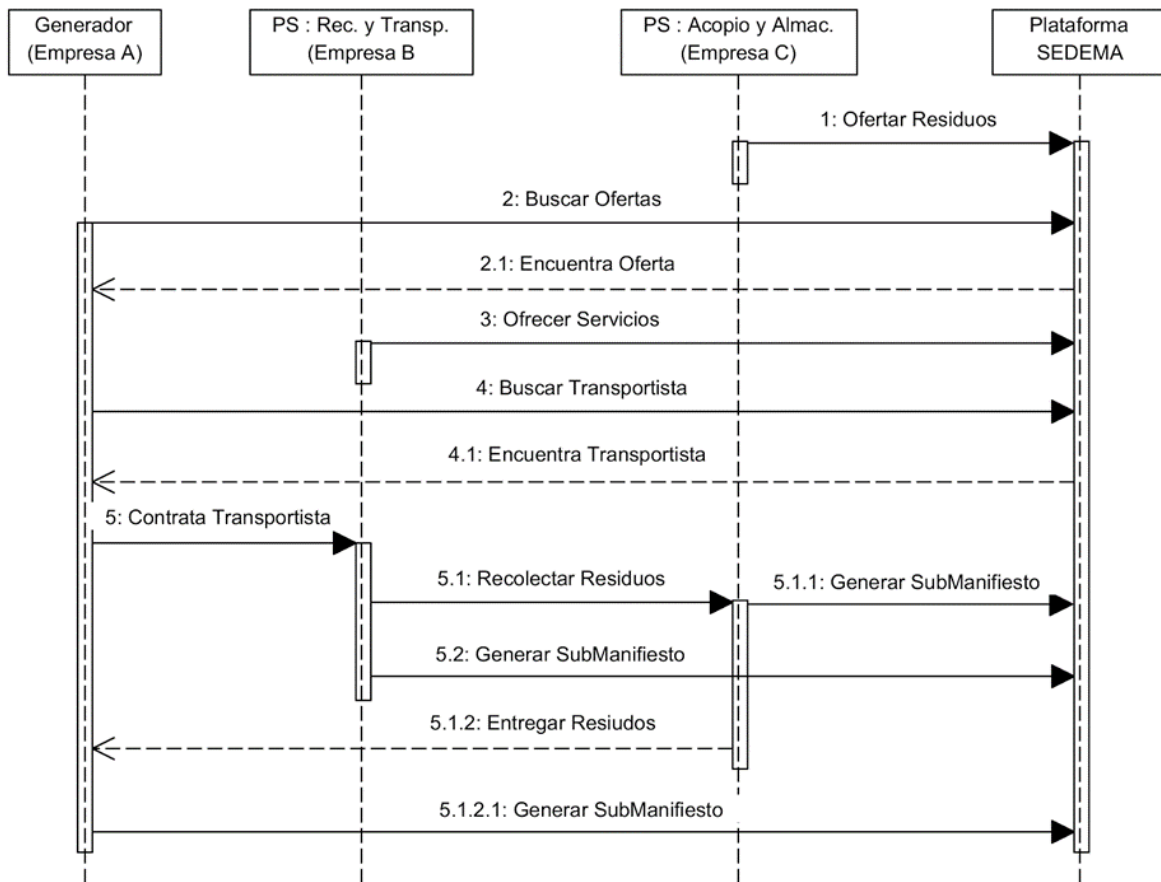 Generador
(Empresa A)
PS : Rec. y Transp.
(Empresa B
PS : Acopio y Almac.
(Empresa C)
Plataforma
SEDEMA
1: Ofertar Residuos
2: Buscar Ofertas
2.1: Encuentra Oferta
3: Ofrecer Servicios
4: Buscar Transportista
4.1: Encuentra Transportista
5: Contrata Transportista
5.1: Recolectar Residuos
5.1.1: Generar SubManifiesto
5.2: Generar SubManifiesto
5.1.2: Entregar Resiudos
5.1.2.1: Generar SubManifiesto